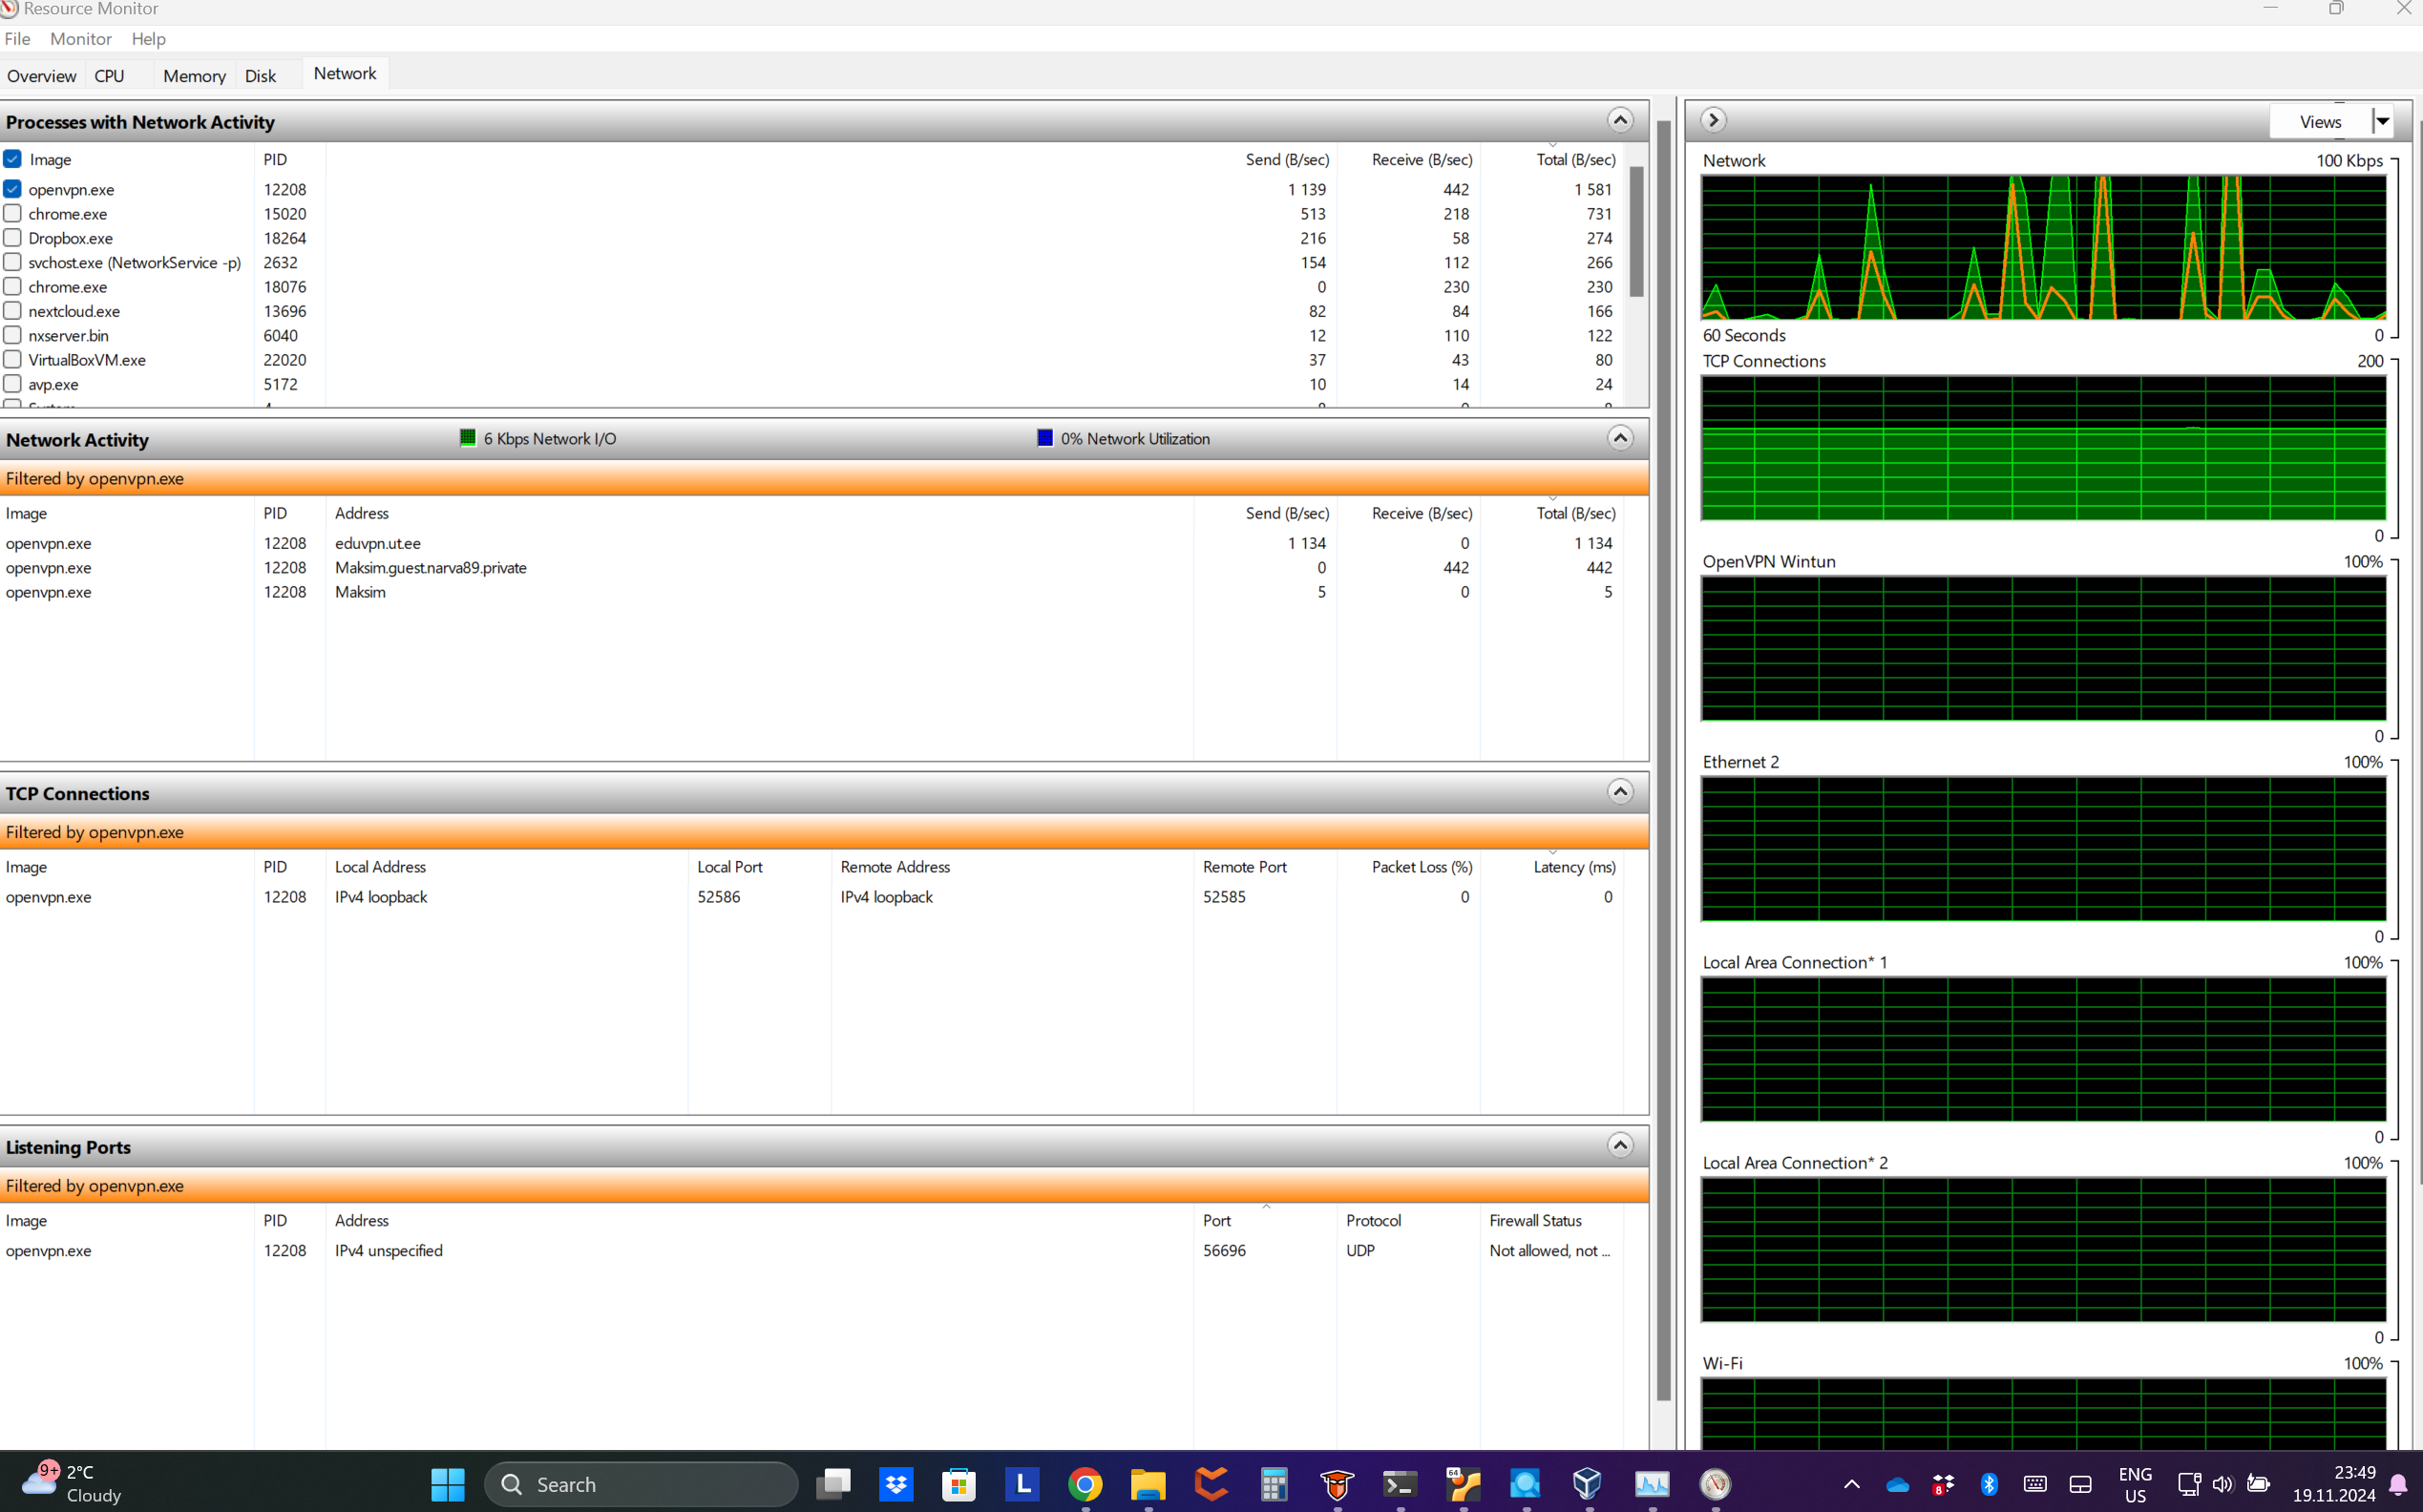 Resource Monitor
File Monitor Help
Overview CPU Memory Disk Network
Processes with Network Activity
Image PID Send (B/sec) Receive (B/sec) Total (B/sec)
openvpn.exe 12208 1 139 442 1 581
chrome.exe 15020 513 218 731
Dropbox.exe 18264 216 58 274
svchost.exe (NetworkService -p) 2632 154 112 266
chrome.exe 18076 0 230 230
nextcloud.exe 13696 82 84 166
nxserver.bin 6040 12 110 122
VirtualBoxVM.exe 22020 37 43 80
avp.exe 5172 10 14 24
Network Activity 6 Kbps Network I/O 0% Network Utilization
Filtered by openvpn.exe
Image PID Address Send (B/sec) Receive (B/sec) Total (B/sec)
openvpn.exe 12208 eduvpn.ut.ee 1 134 0 1 134
openvpn.exe 12208 Maksim.guest.narva89.private 0 442 442
openvpn.exe 12208 Maksim 5 0 5
TCP Connections
Filtered by openvpn.exe
Image PID Local Address Local Port Remote Address Remote Port Packet Loss (%) Latency (ms)
openvpn.exe 12208 IPv4 loopback 52586 IPv4 loopback 52585 0 0
Listening Ports
Filtered by openvpn.exe
Image PID Address Port Protocol Firewall Status
openvpn.exe 12208 IPv4 unspecified 56696 UDP Not allowed, not ...
Views
Network 100 Kbps
60 Seconds 0
TCP Connections 200
0
OpenVPN Wintun 100%
0
Ethernet 2 100%
0
Local Area Connection* 1 100%
0
Local Area Connection* 2 100%
0
Wi-Fi 100%
9+ 2°C
Cloudy
Search
L
64
8
ENG
US
23:49
19.11.2024